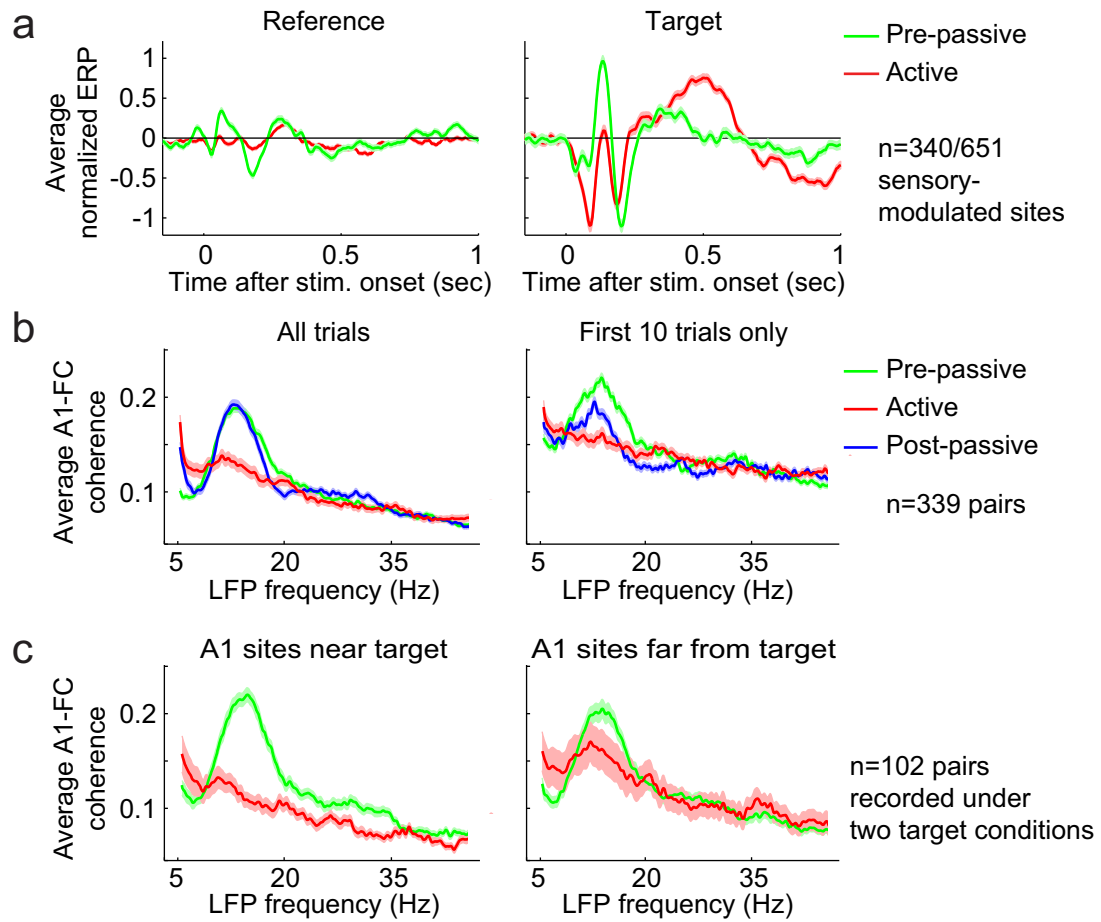 a
Reference
Target
Average
normalized ERP
1
0.5
0
-0.5
-1
0
0.5
1
Time after stim. onset (sec)
0
0.5
1
Time after stim. onset (sec)
Pre-passive
Active
n=340/651
sensory-
modulated sites
b
All trials
First 10 trials only
Average A1-FC
coherence
0.2
0.1
5
20
35
LFP frequency (Hz)
5
20
35
LFP frequency (Hz)
Pre-passive
Active
Post-passive
n=339 pairs
c
A1 sites near target
A1 sites far from target
Average A1-FC
coherence
0.2
0.1
5
20
35
LFP frequency (Hz)
5
20
35
LFP frequency (Hz)
n=102 pairs
recorded under
two target conditions